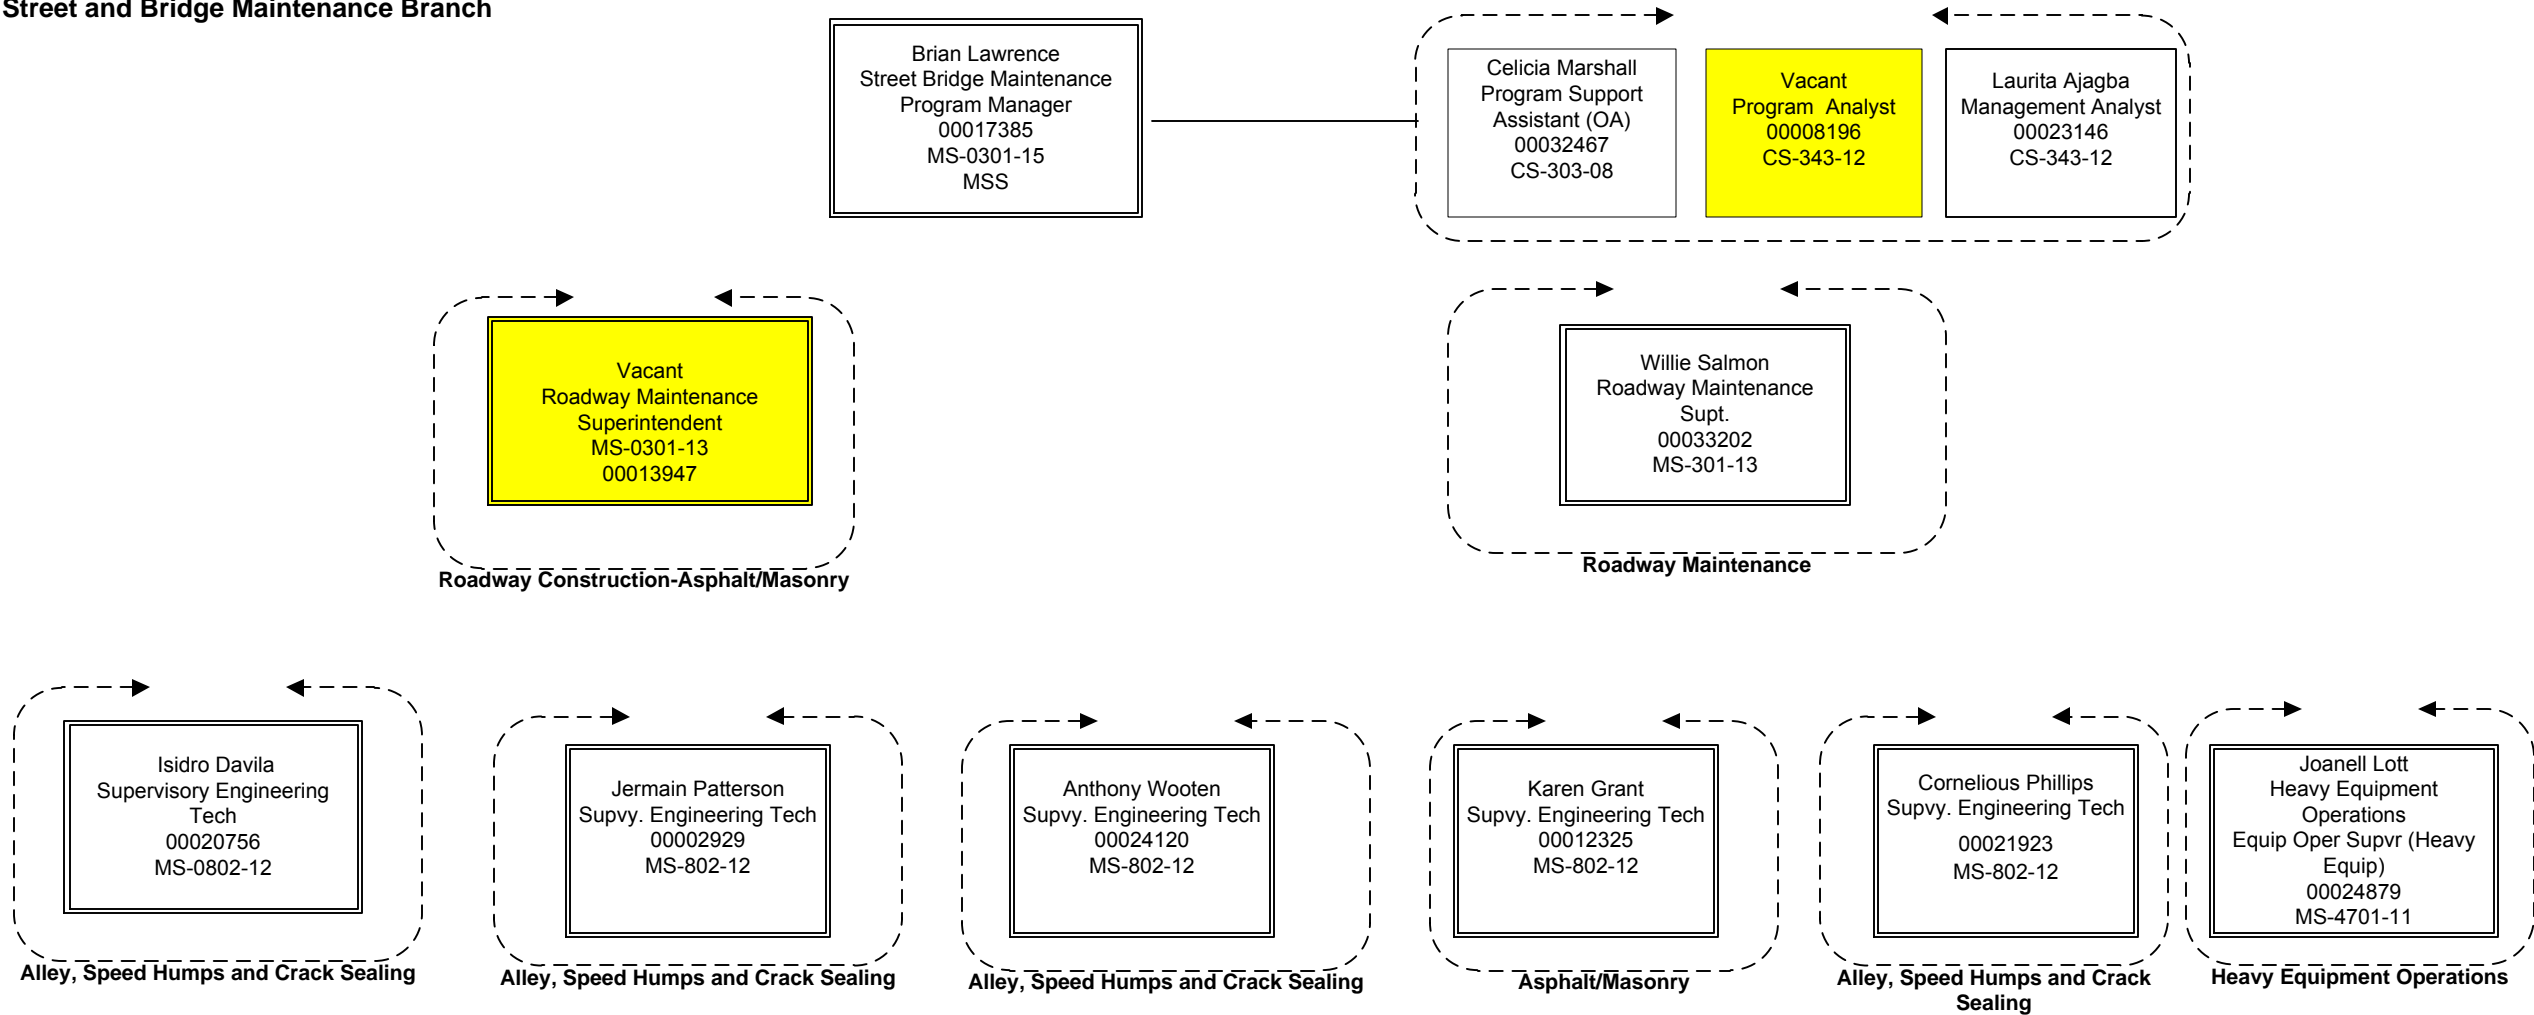 Street and Bridge Maintenance Branch
Brian Lawrence
Street Bridge Maintenance
Program Manager
00017385
MS-0301-15
MSS
Celicia Marshall
Program Support
Assistant (OA)
00032467
CS-303-08
Vacant
Program Analyst
00008196
CS-343-12
Laurita Ajagba
Management Analyst
00023146
CS-343-12
Vacant
Roadway Maintenance
Superintendent
MS-0301-13
00013947
Roadway Construction-Asphalt/Masonry
Willie Salmon
Roadway Maintenance
Supt.
00033202
MS-301-13
Roadway Maintenance
Isidro Davila
Supervisory Engineering
Tech
00020756
MS-0802-12
Alley, Speed Humps and Crack Sealing
Jermain Patterson
Supvy. Engineering Tech
00002929
MS-802-12
Alley, Speed Humps and Crack Sealing
Anthony Wooten
Supvy. Engineering Tech
00024120
MS-802-12
Alley, Speed Humps and Crack Sealing
Karen Grant
Supvy. Engineering Tech
00012325
MS-802-12
Asphalt/Masonry
Cornelious Phillips
Supvy. Engineering Tech
00021923
MS-802-12
Alley, Speed Humps and Crack
Sealing
Joanell Lott
Heavy Equipment
Operations
Equip Oper Supvr (Heavy
Equip)
00024879
MS-4701-11
Heavy Equipment Operations